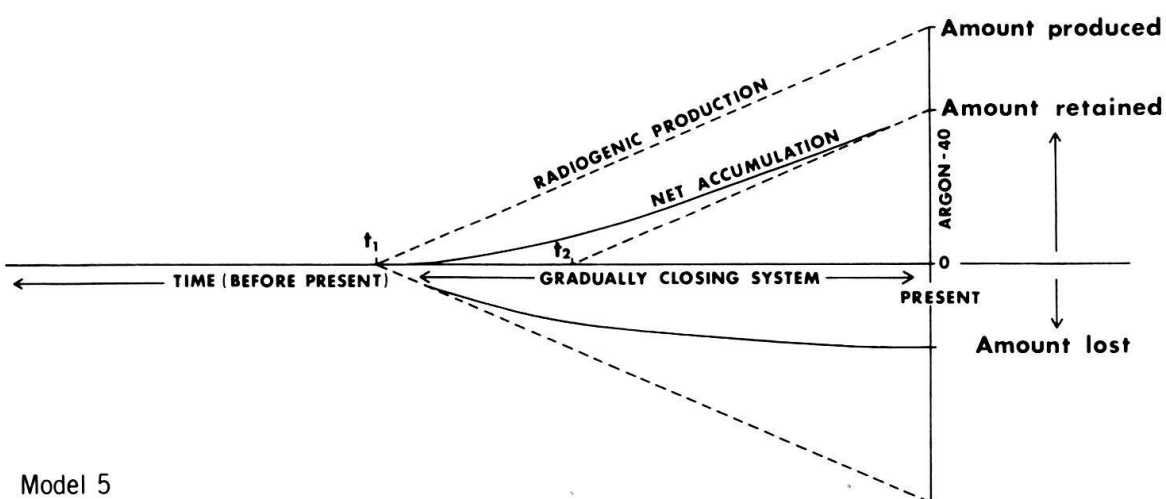 Amount produced
RADIOGENIC PRODUCTION
Amount retained
NET ACCUMULATION
ARGON-40
t₁
t₂
0
TIME (BEFORE PRESENT)
GRADUALLY CLOSING SYSTEM
PRESENT
Amount lost
Model 5